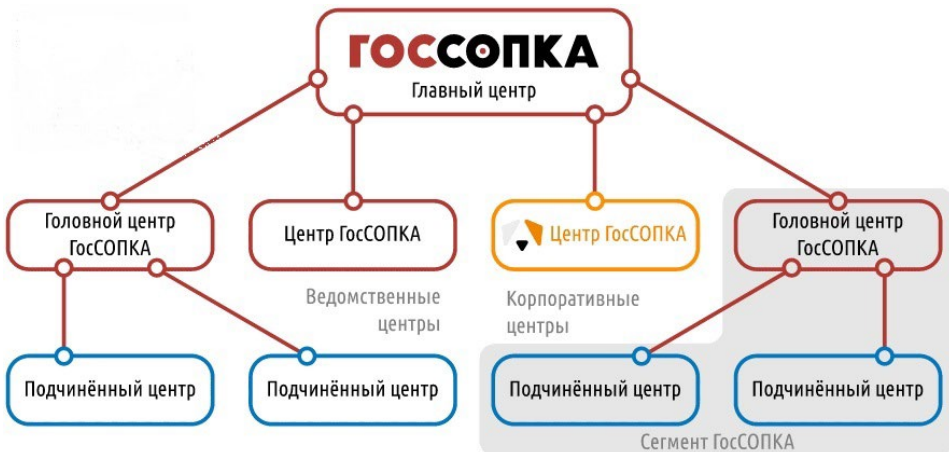 ГОССОПКА
Главный центр
Головной центр
ГосСОПКА
Центр ГосСОПКА
Центр ГосСОПКА
Головной центр
ГосСОПКА
Ведомственные
центры
Корпоративные
центры
Подчинённый центр
Подчинённый центр
Подчинённый центр
Подчинённый центр
Сегмент ГосСОПКА